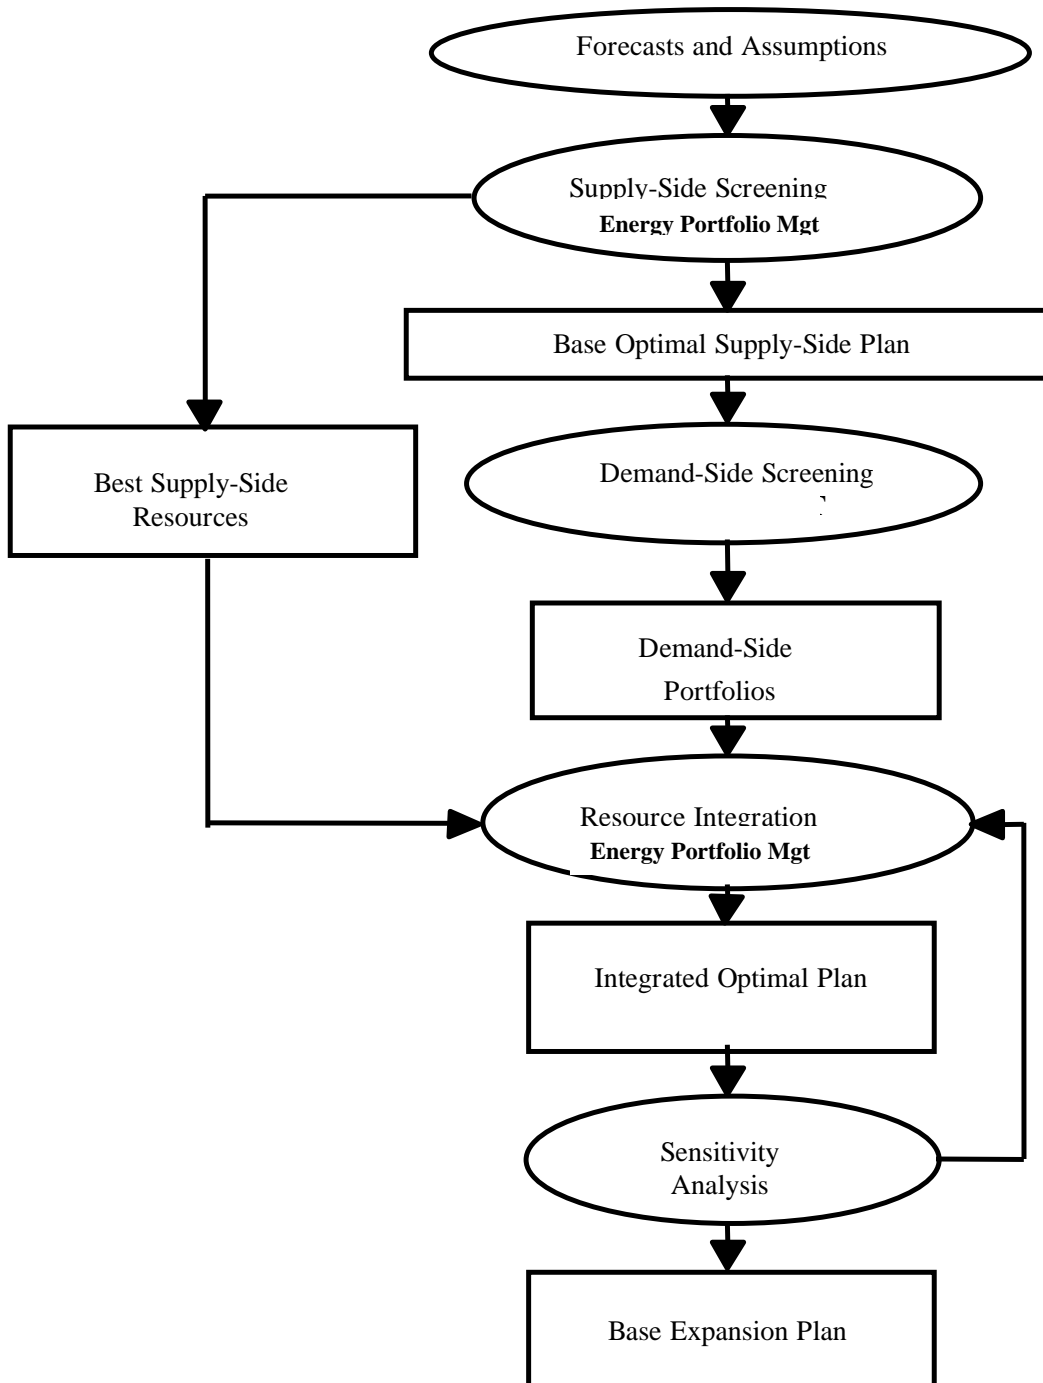 Forecasts and Assumptions
Supply-Side Screening
Energy Portfolio Mgt
Base Optimal Supply-Side Plan
Best Supply-Side
Resources
Demand-Side Screening
Demand-Side
Portfolios
Resource Integration
Energy Portfolio Mgt
Integrated Optimal Plan
Sensitivity
Analysis
Base Expansion Plan